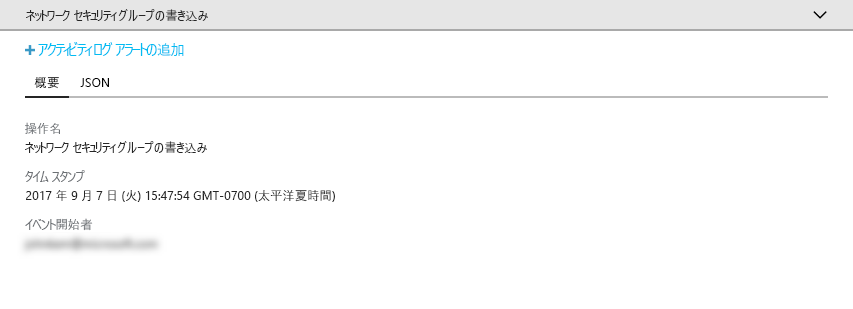 ネットワーク セキュリティグループの書き込み
アクティビティログ アラートの追加
概要 JSON
操作名
ネットワーク セキュリティグループの書き込み
タイム スタンプ
2017 年 9 月 7 日 (火) 15:47:54 GMT-0700 (太平洋夏時間)
イベント開始者